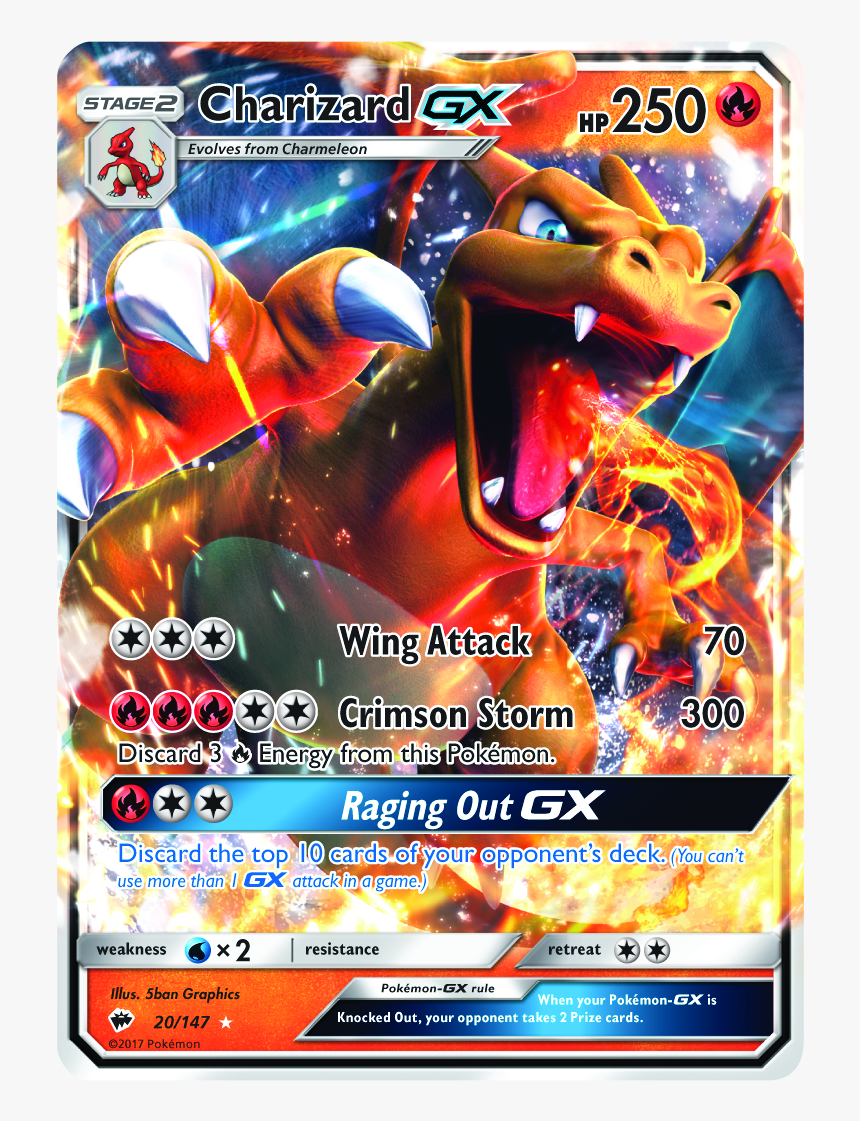 STAGE2 Charizard GX HP250
Evolves from Charmeleon
Wing Attack 70
Crimson Storm 300
Discard 3 Energy from this Pokémon.
Raging Out GX
Discard the top 10 cards of your opponent's deck. (You can't
use more than 1 GX attack in a game.)
weakness ×2 resistance retreat
Illus. 5ban Graphics
20/147
©2017 Pokémon
Pokémon-GX rule
When your Pokémon-GX is
Knocked Out, your opponent takes 2 Prize cards.